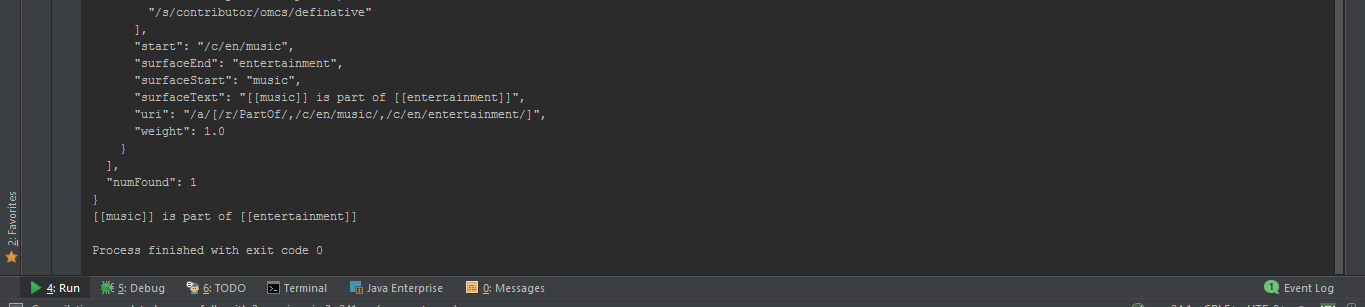 "/s/contributor/omcs/definative"
],
"start": "/c/en/music",
"surfaceEnd": "entertainment",
"surfaceStart": "music",
"surfaceText": "[[music]] is part of [[entertainment]]",
"uri": "/a/[/r/PartOf/,/c/en/music/,/c/en/entertainment/]",
"weight": 1.0
}
],
"numFound": 1
}
[[music]] is part of [[entertainment]]
Process finished with exit code 0
2: Favorites
4: Run 5: Debug 6: TODO Terminal Java Enterprise 0: Messages 1 Event Log